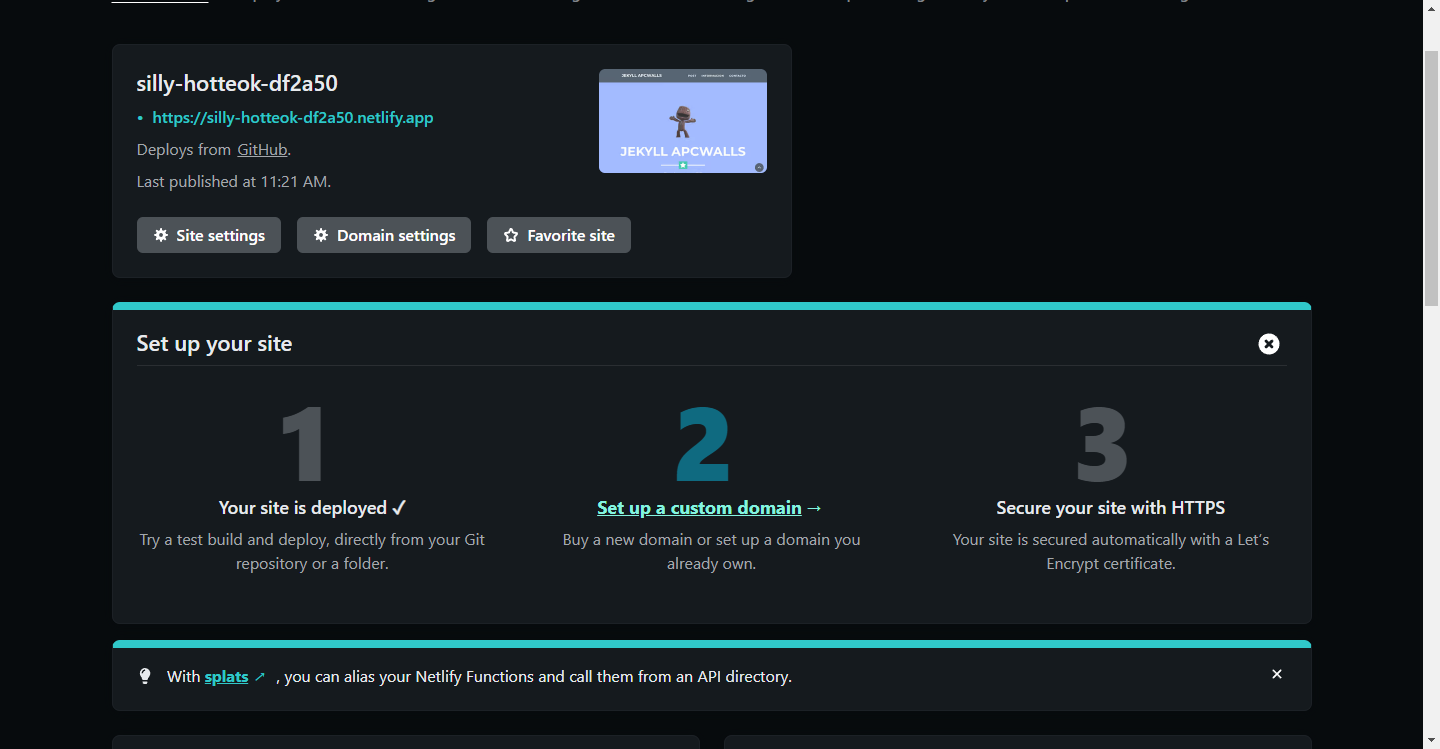 silly-hotteok-df2a50
• https://silly-hotteok-df2a50.netlify.app
Deploys from GitHub.
Last published at 11:21 AM.
JEKYLL APCWALLS
POST INFORMACION CONTACTO
JEKYLL APCWALLS
Site settings
Domain settings
Favorite site
Set up your site
1
Your site is deployed ✓
Try a test build and deploy, directly from your Git
repository or a folder.
2
Set up a custom domain →
Buy a new domain or set up a domain you
already own.
3
Secure your site with HTTPS
Your site is secured automatically with a Let’s
Encrypt certificate.
With splats ↗ , you can alias your Netlify Functions and call them from an API directory.